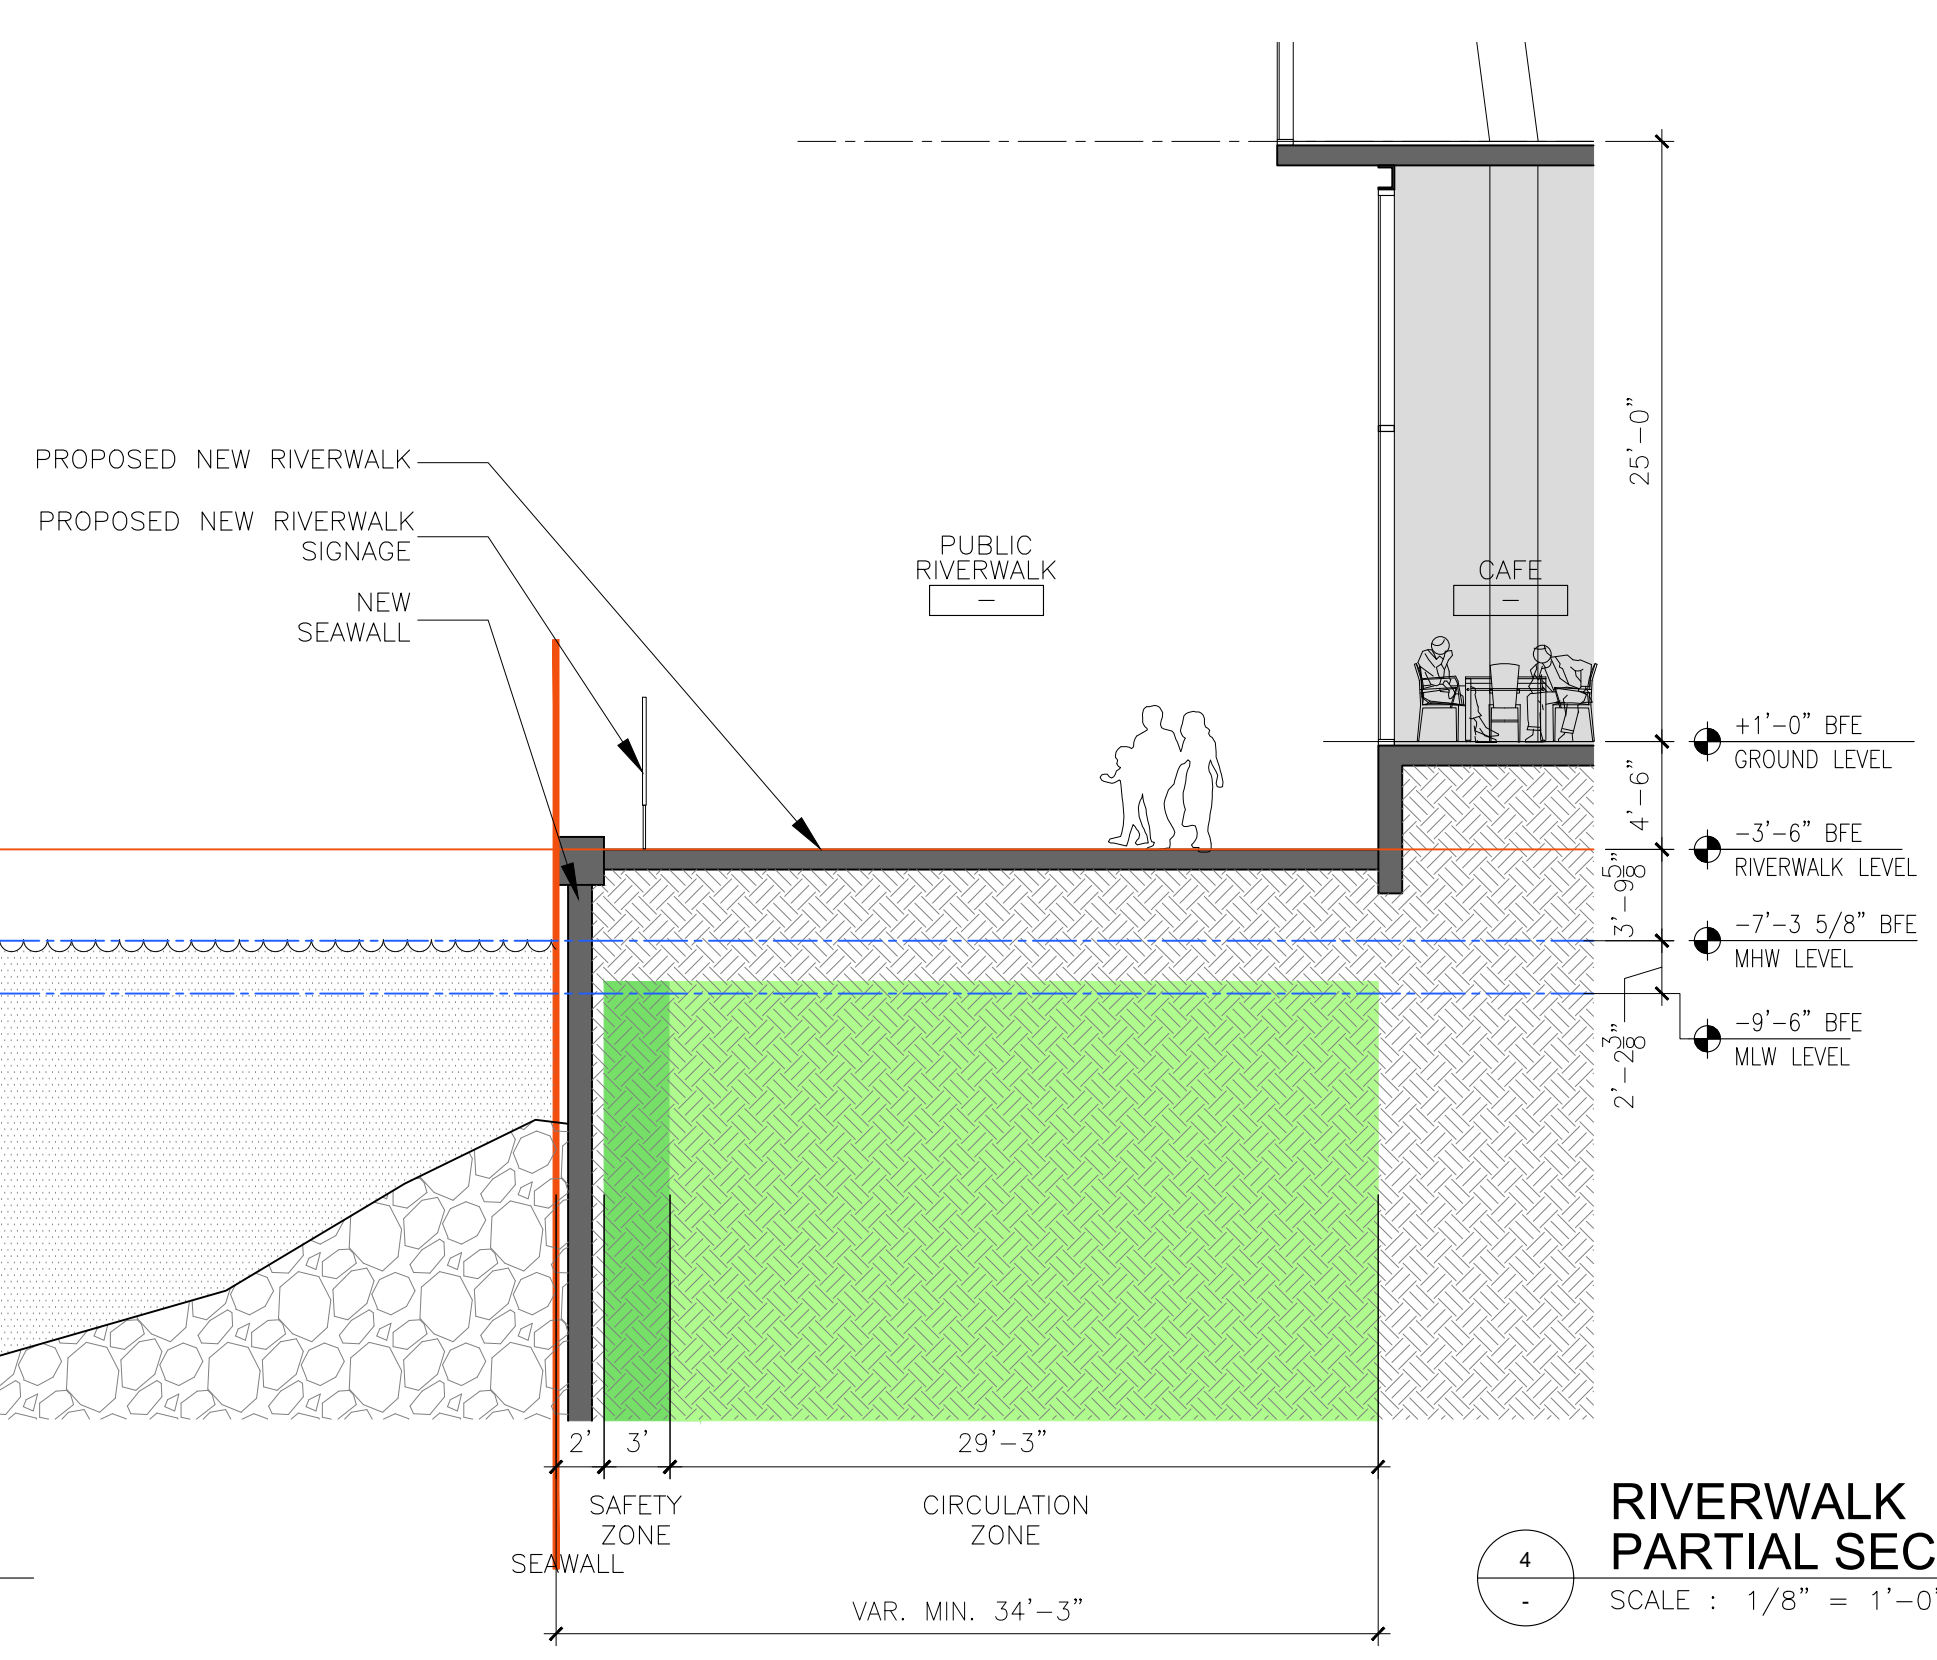 25'-0"
PROPOSED NEW RIVERWALK
PROPOSED NEW RIVERWALK
SIGNAGE
NEW
SEAWALL
PUBLIC
RIVERWALK
—
CAFE
—
+1'-0" BFE
GROUND LEVEL
4'-6"
-3'-6" BFE
RIVERWALK LEVEL
3'-9 5/8"
-7'-3 5/8" BFE
MHW LEVEL
2'-2 3/8"
-9'-6" BFE
MLW LEVEL
2' 3' 29'-3"
SAFETY
ZONE
CIRCULATION
ZONE
SEAWALL
VAR. MIN. 34'-3"
4
-
RIVERWALK
PARTIAL SEC
SCALE : 1/8" = 1'-0"